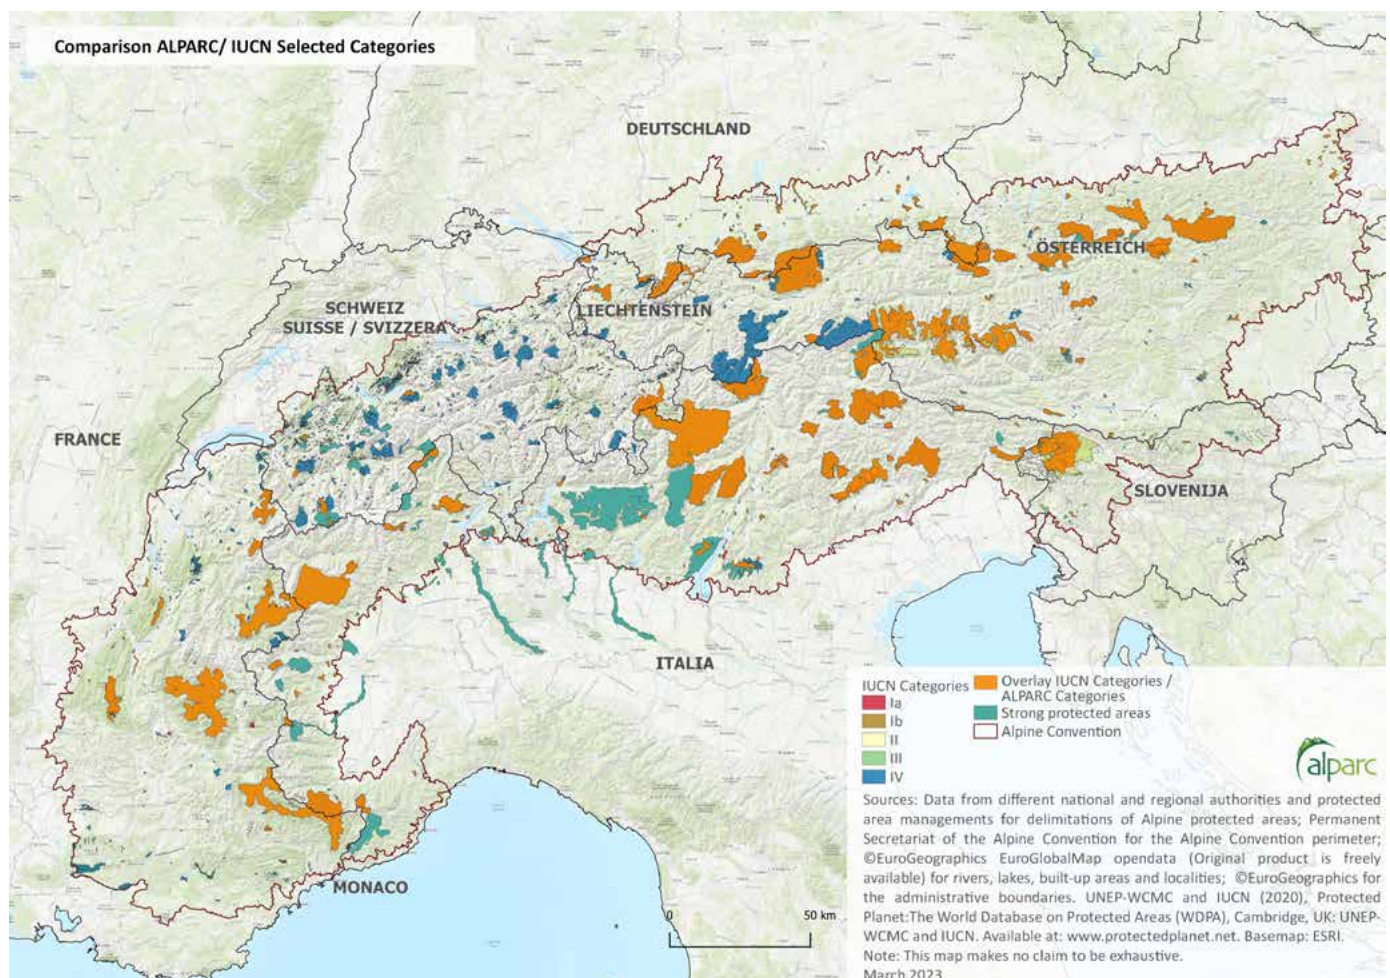 Comparison ALPARC/ IUCN Selected Categories
DEUTSCHLAND
ÖSTERREICH
SCHWEIZ
SUISSE / SVIZZERA
LIECHTENSTEIN
FRANCE
SLOVENIJA
ITALIA
MONACO
IUCN Categories
Ia
Ib
II
III
IV
Overlay IUCN Categories /
ALPARC Categories
Strong protected areas
Alpine Convention
alparc
0 50 km
Sources: Data from different national and regional authorities and protected
area managements for delimitations of Alpine protected areas; Permanent
Secretariat of the Alpine Convention for the Alpine Convention perimeter;
©EuroGeographics EuroGlobalMap opendata (Original product is freely
available) for rivers, lakes, built-up areas and localities; ©EuroGeographics for
the administrative boundaries. UNEP-WCMC and IUCN (2020), Protected
Planet:The World Database on Protected Areas (WDPA), Cambridge, UK: UNEP-
WCMC and IUCN. Available at: www.protectedplanet.net. Basemap: ESRI.
Note: This map makes no claim to be exhaustive.
March 2023